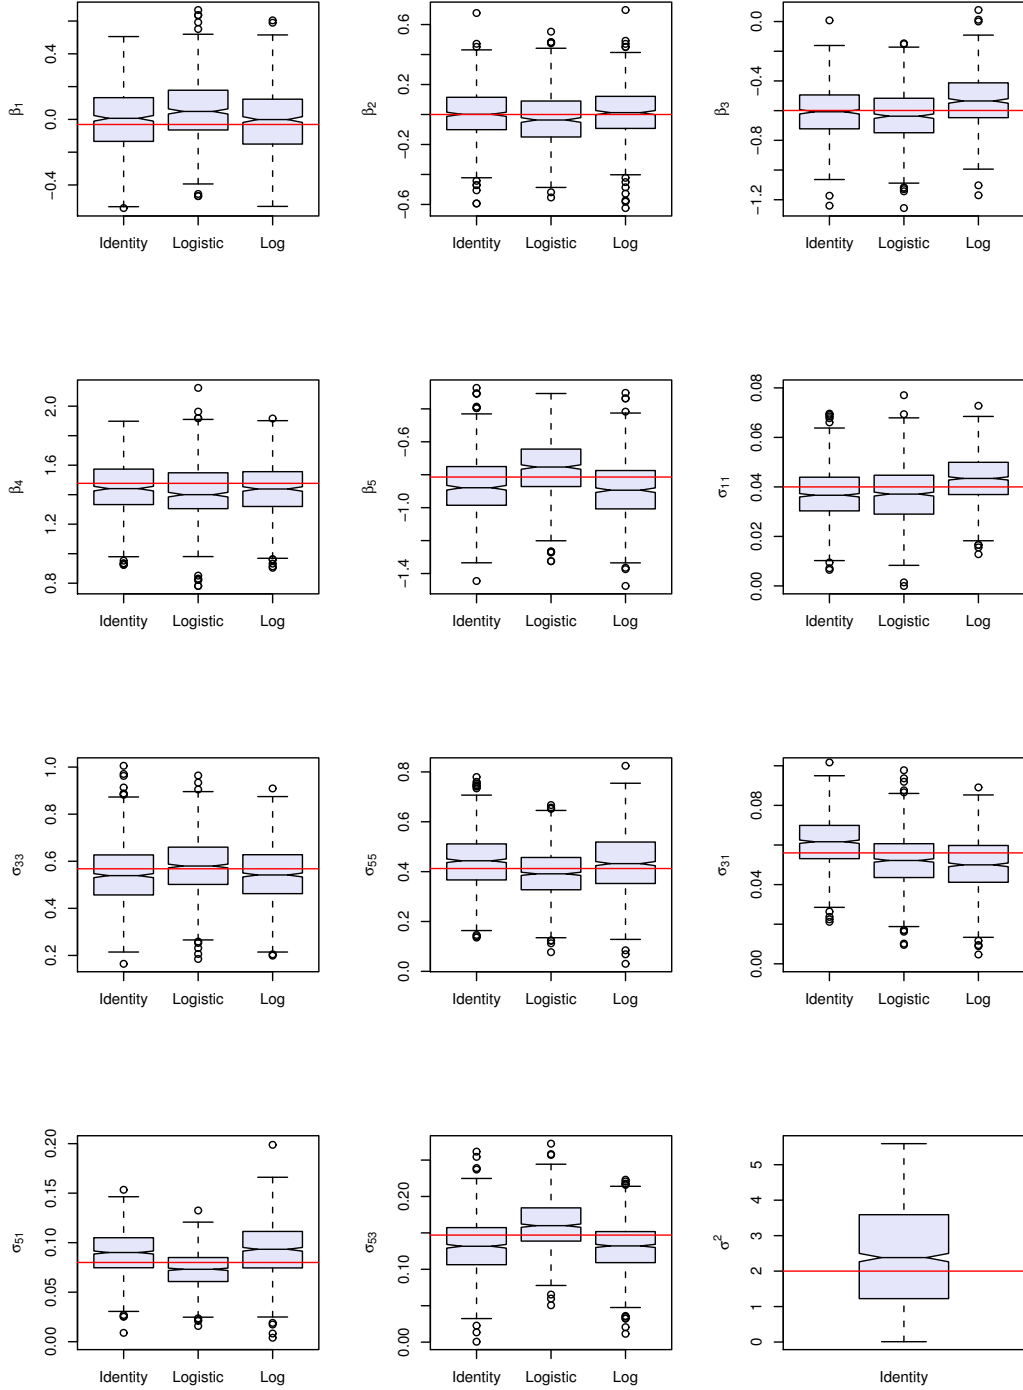 β1
−0.4 0.0 0.4
Identity Logistic Log
β2
−0.6 −0.2 0.2 0.6
Identity Logistic Log
β3
−1.2 −0.8 −0.4 0.0
Identity Logistic Log
β4
0.8 1.2 1.6 2.0
Identity Logistic Log
β5
−1.4 −1.0 −0.6
Identity Logistic Log
σ11
0.00 0.02 0.04 0.06 0.08
Identity Logistic Log
σ33
0.2 0.4 0.6 0.8 1.0
Identity Logistic Log
σ55
0.0 0.2 0.4 0.6 0.8
Identity Logistic Log
σ31
0.00 0.04 0.08
Identity Logistic Log
σ51
0.00 0.05 0.10 0.15 0.20
Identity Logistic Log
σ53
0.00 0.10 0.20
Identity Logistic Log
σ2
0 1 2 3 4 5
Identity